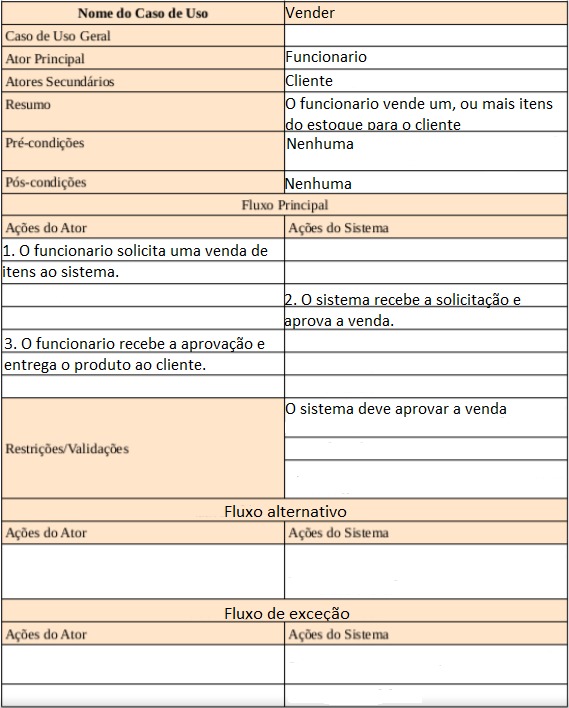 Nome do Caso de Uso Vender
Caso de Uso Geral
Ator Principal Funcionario
Atores Secundários Cliente
Resumo O funcionario vende um, ou mais itens
do estoque para o cliente
Pré-condições Nenhuma
Pós-condições Nenhuma
Fluxo Principal
Ações do Ator Ações do Sistema
1. O funcionario solicita uma venda de
itens ao sistema.
2. O sistema recebe a solicitação e
aprova a venda.
3. O funcionario recebe a aprovação e
entrega o produto ao cliente.
O sistema deve aprovar a venda
Restrições/Validações
Fluxo alternativo
Ações do Ator Ações do Sistema
Fluxo de exceção
Ações do Ator Ações do Sistema